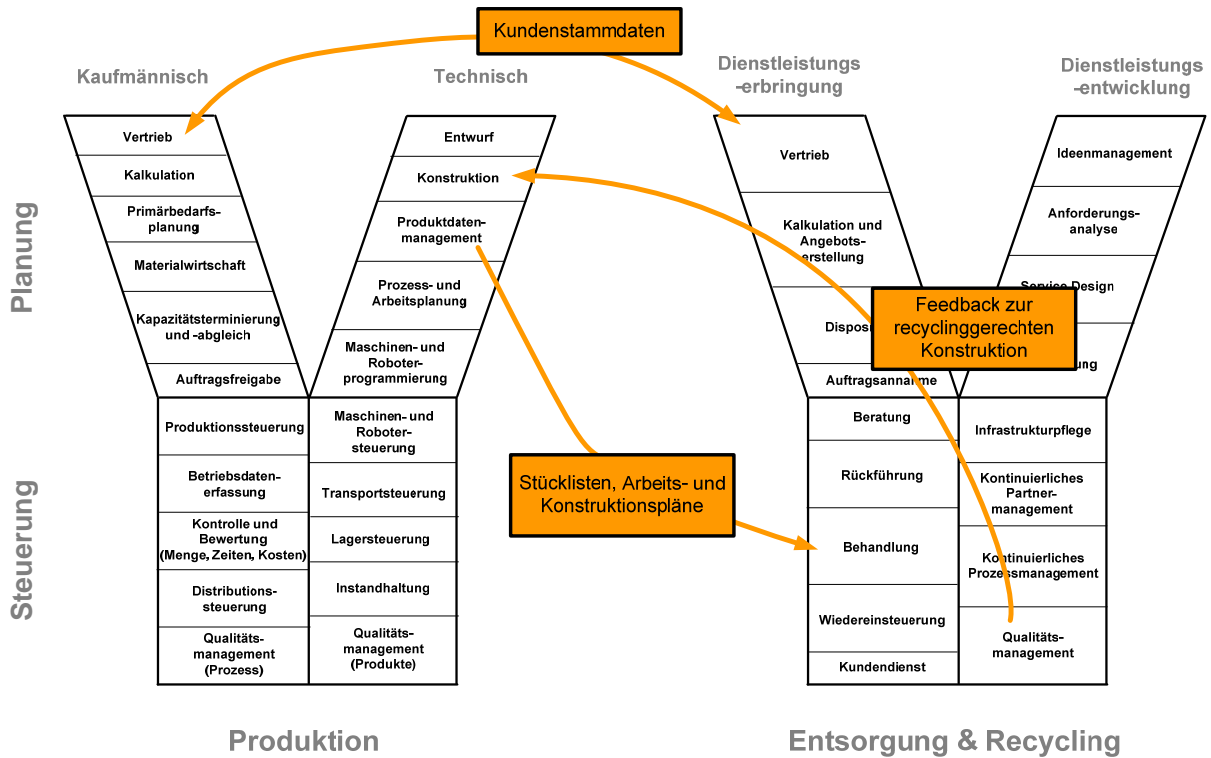 Kundenstammdaten
Kaufmännisch
Technisch
Dienstleistungs
-erbringung
Dienstleistungs
-entwicklung
Planung
Steuerung
Vertrieb
Kalkulation
Primärbedarfs-
planung
Materialwirtschaft
Kapazitätsterminierung
und -abgleich
Auftragsfreigabe
Entwurf
Konstruktion
Produktdaten-
management
Prozess- und
Arbeitsplanung
Maschinen- und
Roboter-
programmierung
Produktionssteuerung
Betriebsdaten-
erfassung
Kontrolle und
Bewertung
(Menge, Zeiten, Kosten)
Distributions-
steuerung
Qualitäts-
management
(Prozess)
Maschinen- und
Roboter-
steuerung
Transportsteuerung
Lagersteuerung
Instandhaltung
Qualitäts-
management
(Produkte)
Stücklisten, Arbeits- und
Konstruktionspläne
Vertrieb
Kalkulation und
Angebots-
erstellung
Auftragsannahme
Feedback zur
recyclinggerechten
Konstruktion
Ideenmanagement
Anforderungs-
analyse
Service Design
Beratung
Rückführung
Behandlung
Wiedereinsteuerung
Kundendienst
Infrastrukturpflege
Kontinuierliches
Partner-
management
Kontinuierliches
Prozessmanagement
Qualitäts-
management
Produktion
Entsorgung & Recycling